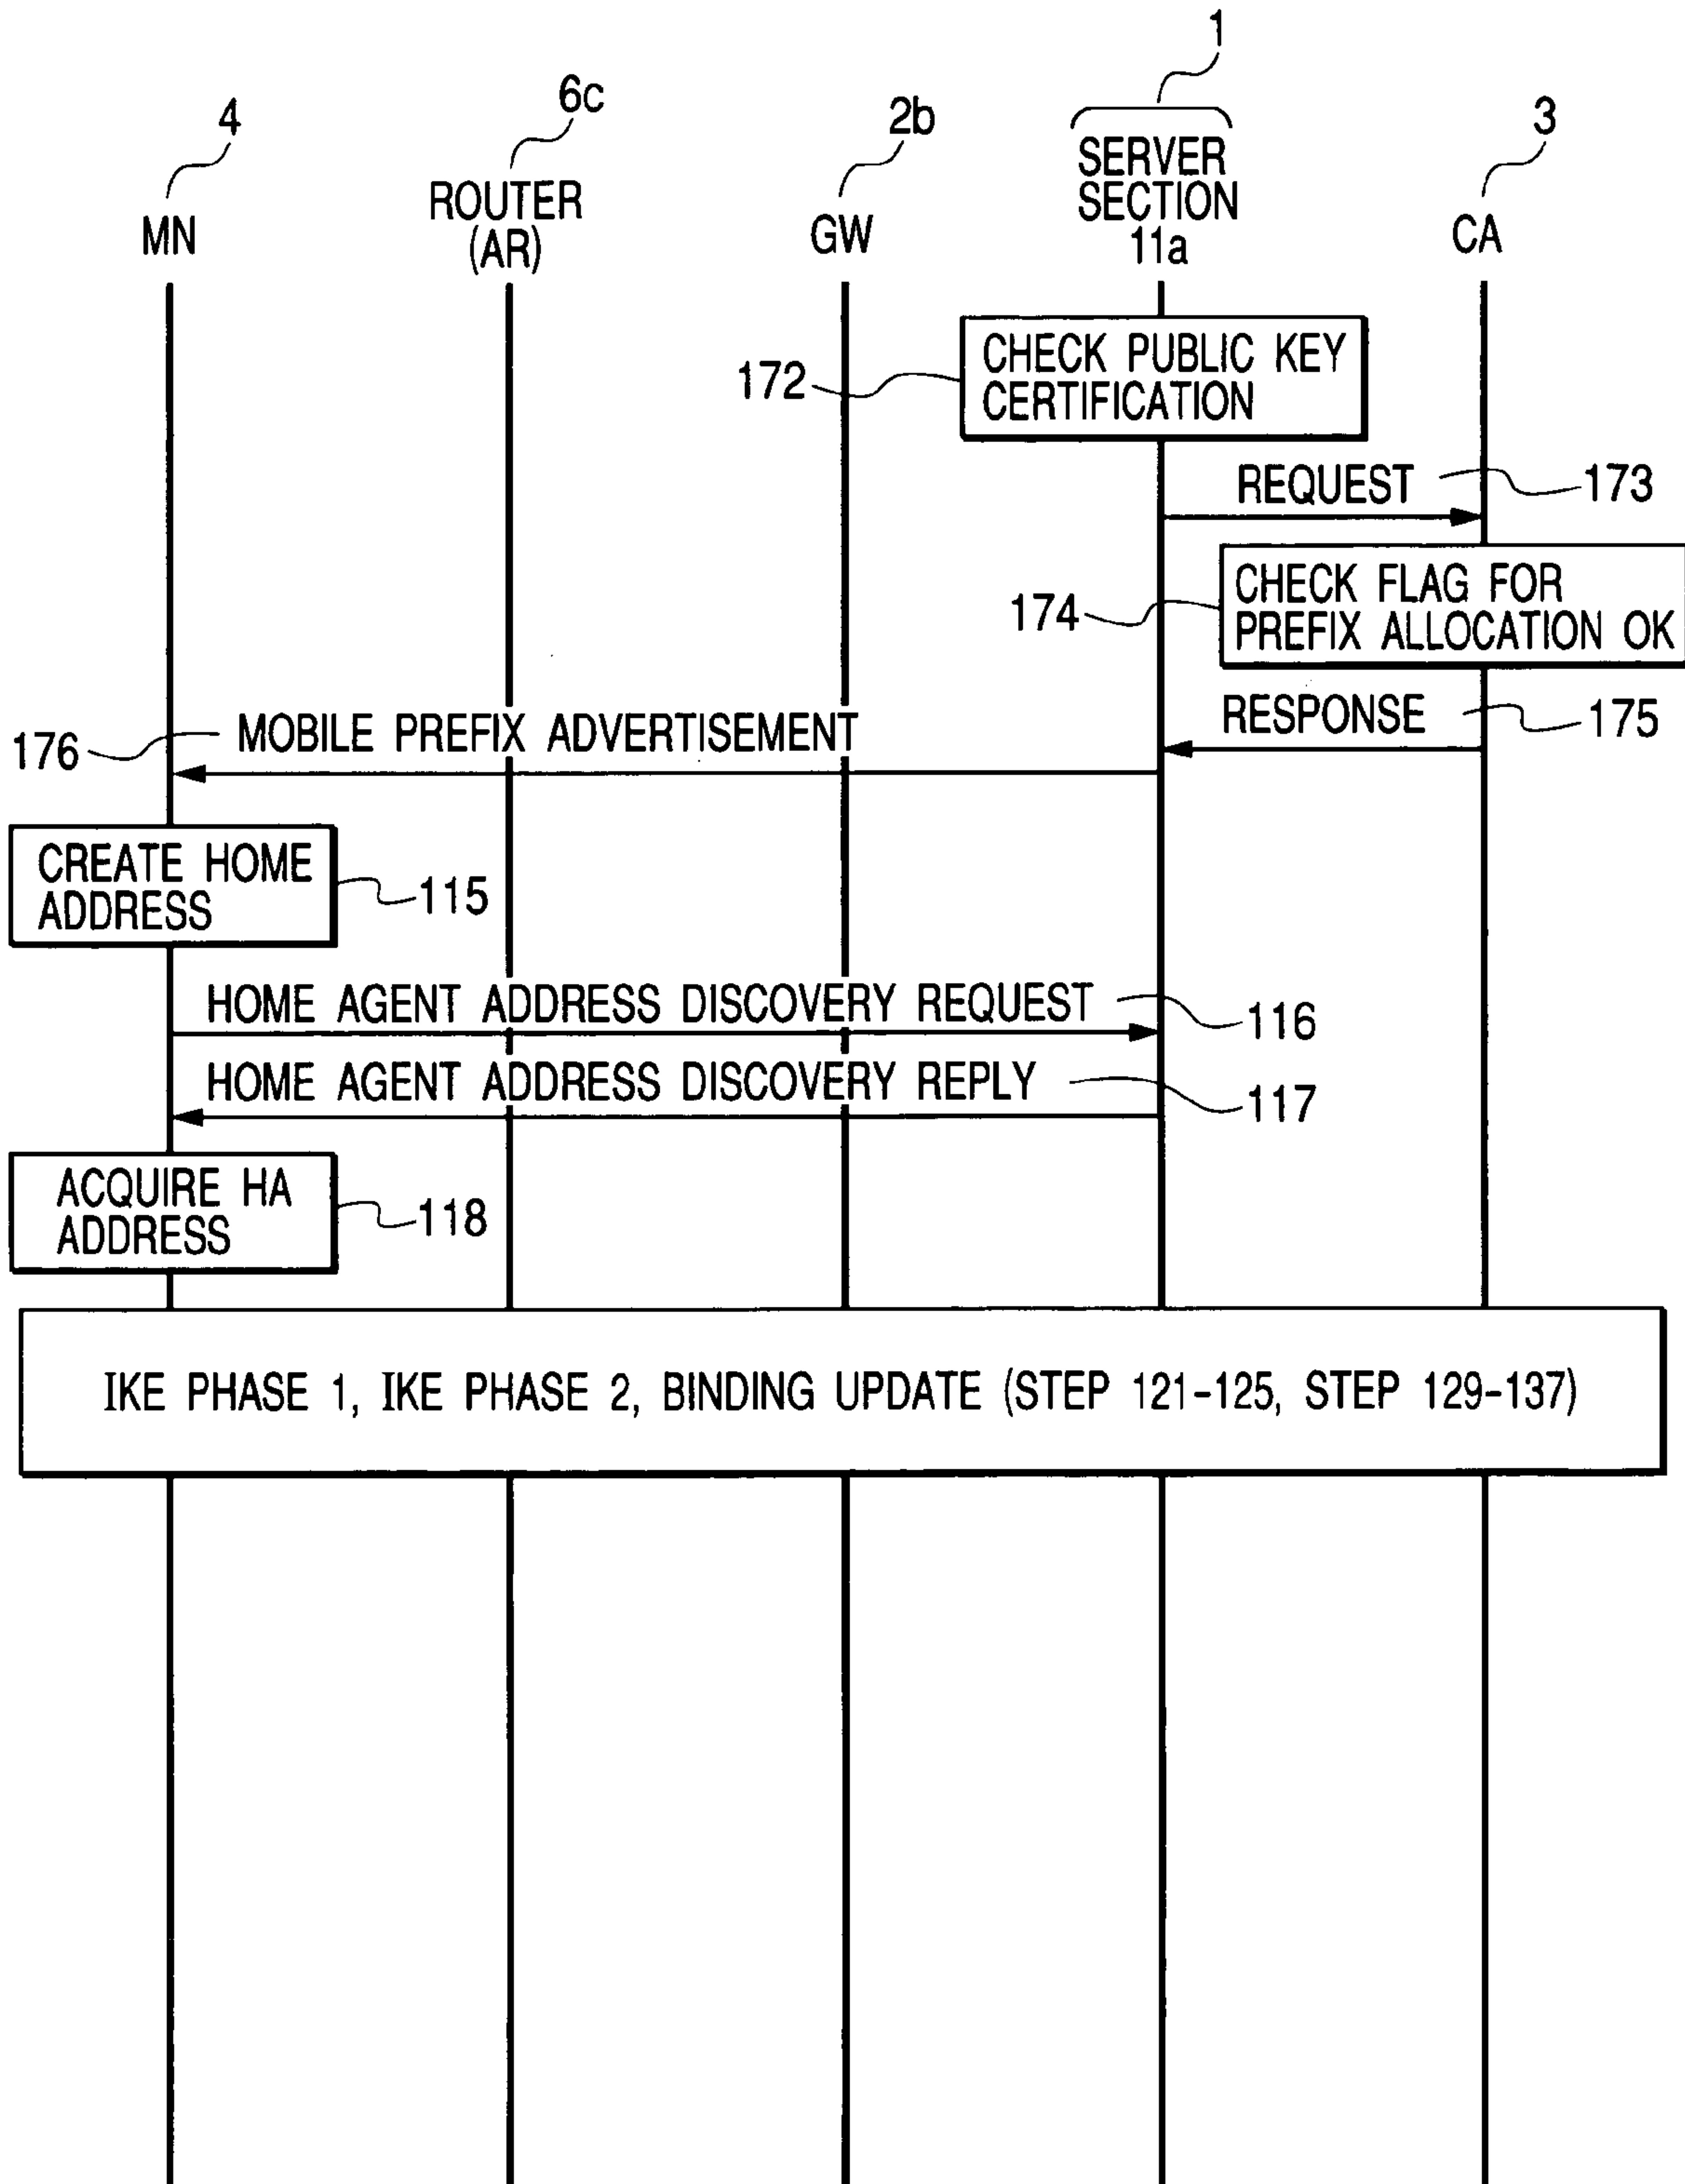 1
4
6c
2b
3
SERVER
SECTION
11a
ROUTER
(AR)
MN
GW
CA
CHECK PUBLIC KEY
CERTIFICATION
172
REQUEST
173
CHECK FLAG FOR
PREFIX ALLOCATION OK
174
RESPONSE
175
MOBILE PREFIX ADVERTISEMENT
176
CREATE HOME
ADDRESS
115
HOME AGENT ADDRESS DISCOVERY REQUEST
116
HOME AGENT ADDRESS DISCOVERY REPLY
117
ACQUIRE HA
ADDRESS
118
IKE PHASE 1, IKE PHASE 2, BINDING UPDATE (STEP 121-125, STEP 129-137)